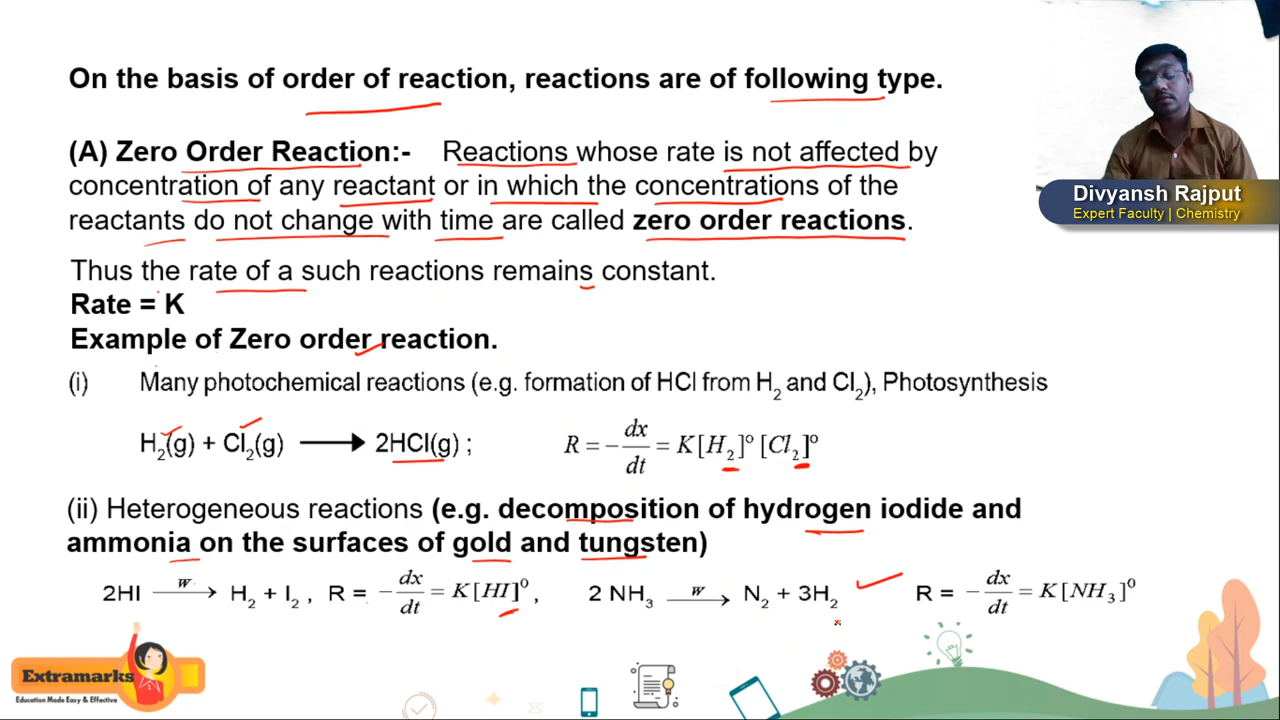 On the basis of order of reaction, reactions are of following type.
Divyansh Rajput
Expert Faculty | Chemistry
(A) Zero Order Reaction:- Reactions whose rate is not affected by
concentration of any reactant or in which the concentrations of the
reactants do not change with time are called zero order reactions.
Thus the rate of a such reactions remains constant.
Rate = K
Example of Zero order reaction.
(i) Many photochemical reactions (e.g. formation of HCl from H₂ and Cl₂), Photosynthesis
H₂(g) + Cl₂(g) ⟶ 2HCl(g) ; R = - dx/dt = K[H₂]⁰ [Cl₂]⁰
(ii) Heterogeneous reactions (e.g. decomposition of hydrogen iodide and
ammonia on the surfaces of gold and tungsten)
2HI —W→ H₂ + I₂ , R = - dx/dt = K[HI]⁰ , 2 NH₃ —W→ N₂ + 3H₂ R = - dx/dt = K[NH₃]⁰
Extramarks
Education Made Easy & Effective